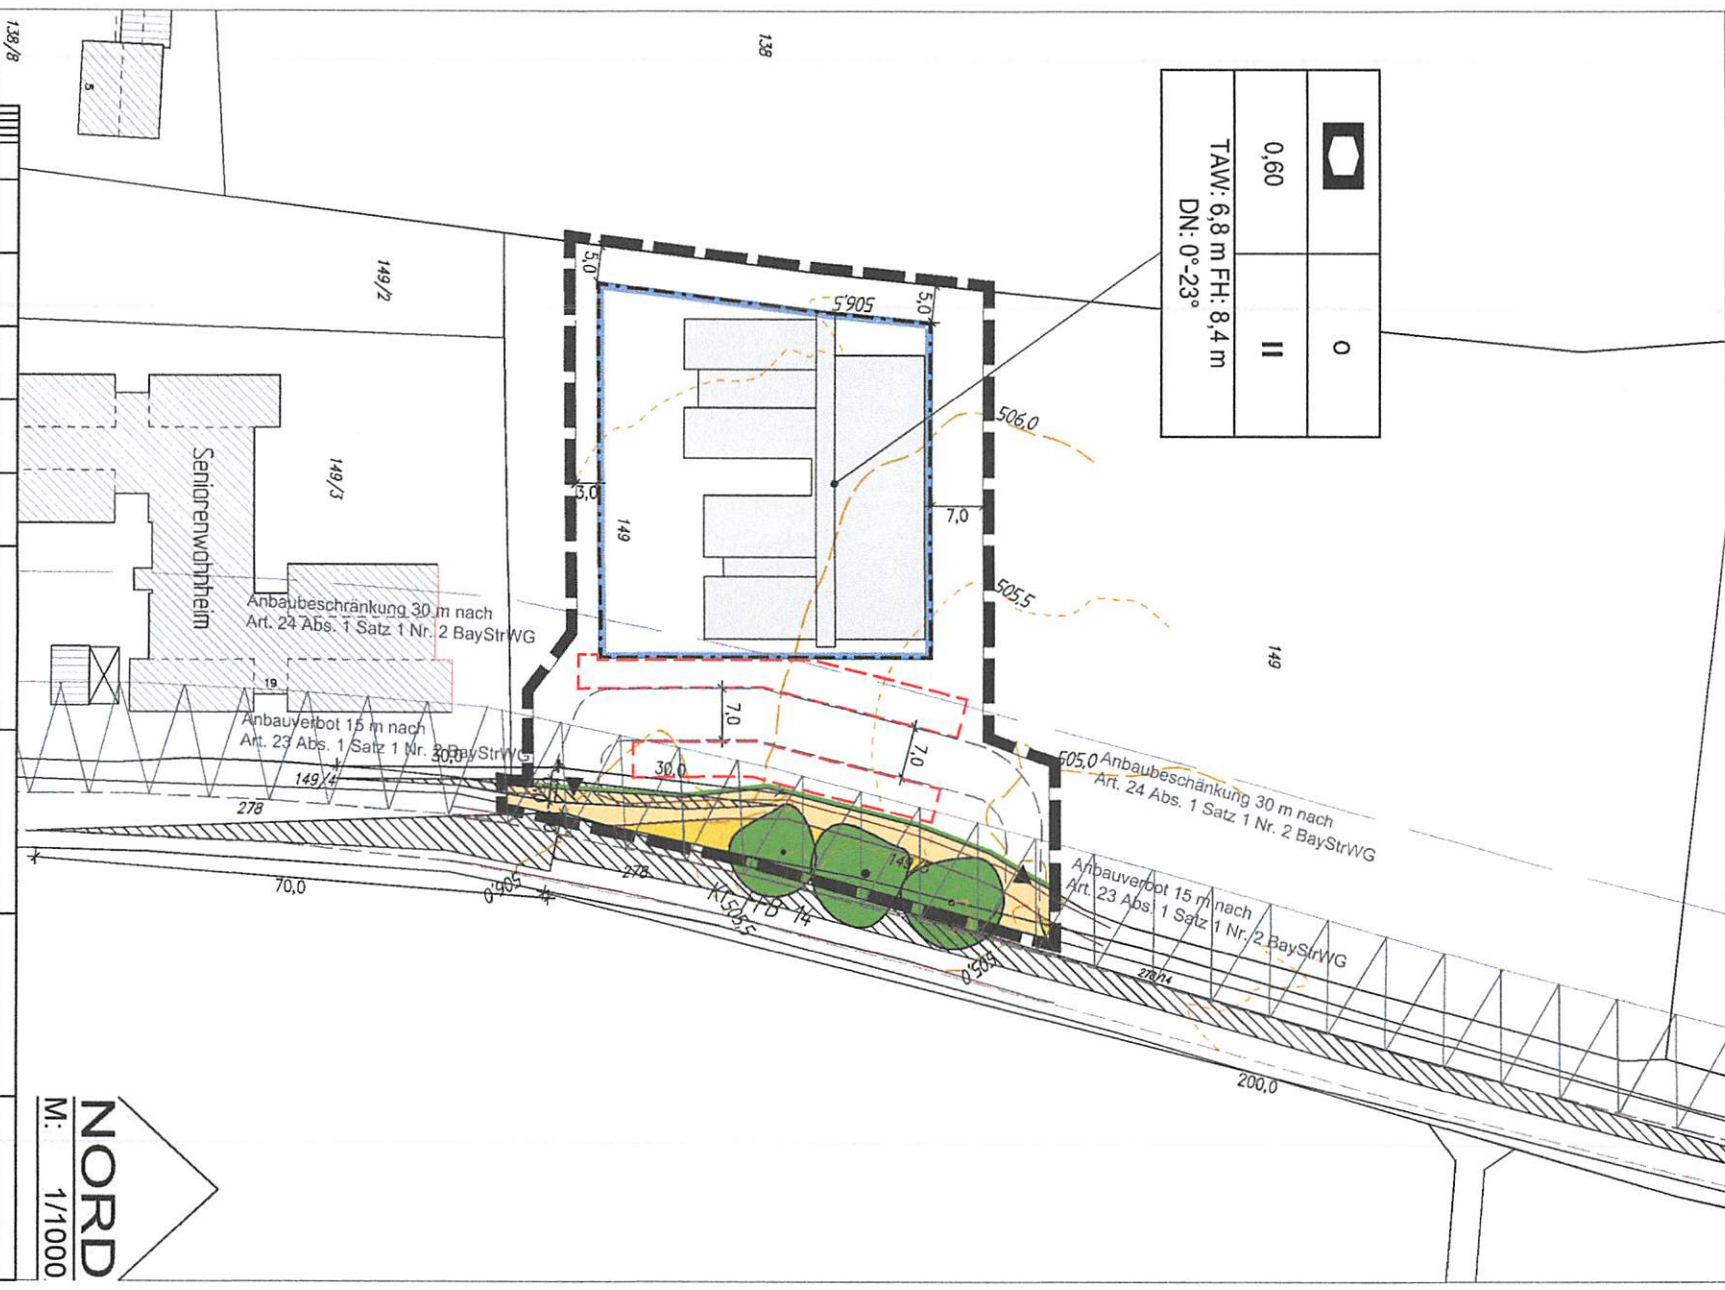 138/8
5
138
o
0,60
II
TAW: 6,8 m FH: 8,4 m
DN: 0°-23°
149/2
5,0
506,5
5,0
506,0
149/3
Seniorenwohnheim
3,0
149
7,0
505,5
149
Anbaubeschränkung 30 m nach
Art. 24 Abs. 1 Satz 1 Nr. 2 BayStrWG
19
Anbauverbot 15 m nach
Art. 23 Abs. 1 Satz 1 Nr. 2 BayStrWG
7,0
7,0
30,0
30,0
149/4
278
605,0
Anbaubeschänkung 30 m nach
Art. 24 Abs. 1 Satz 1 Nr. 2 BayStrWG
Anbauverbot 15 m nach
Art. 23 Abs. 1 Satz 1 Nr. 2 BayStrWG
70,0
506,0
278
505,5
14
505,0
278/14
200,0
NORD
M: 1/1000